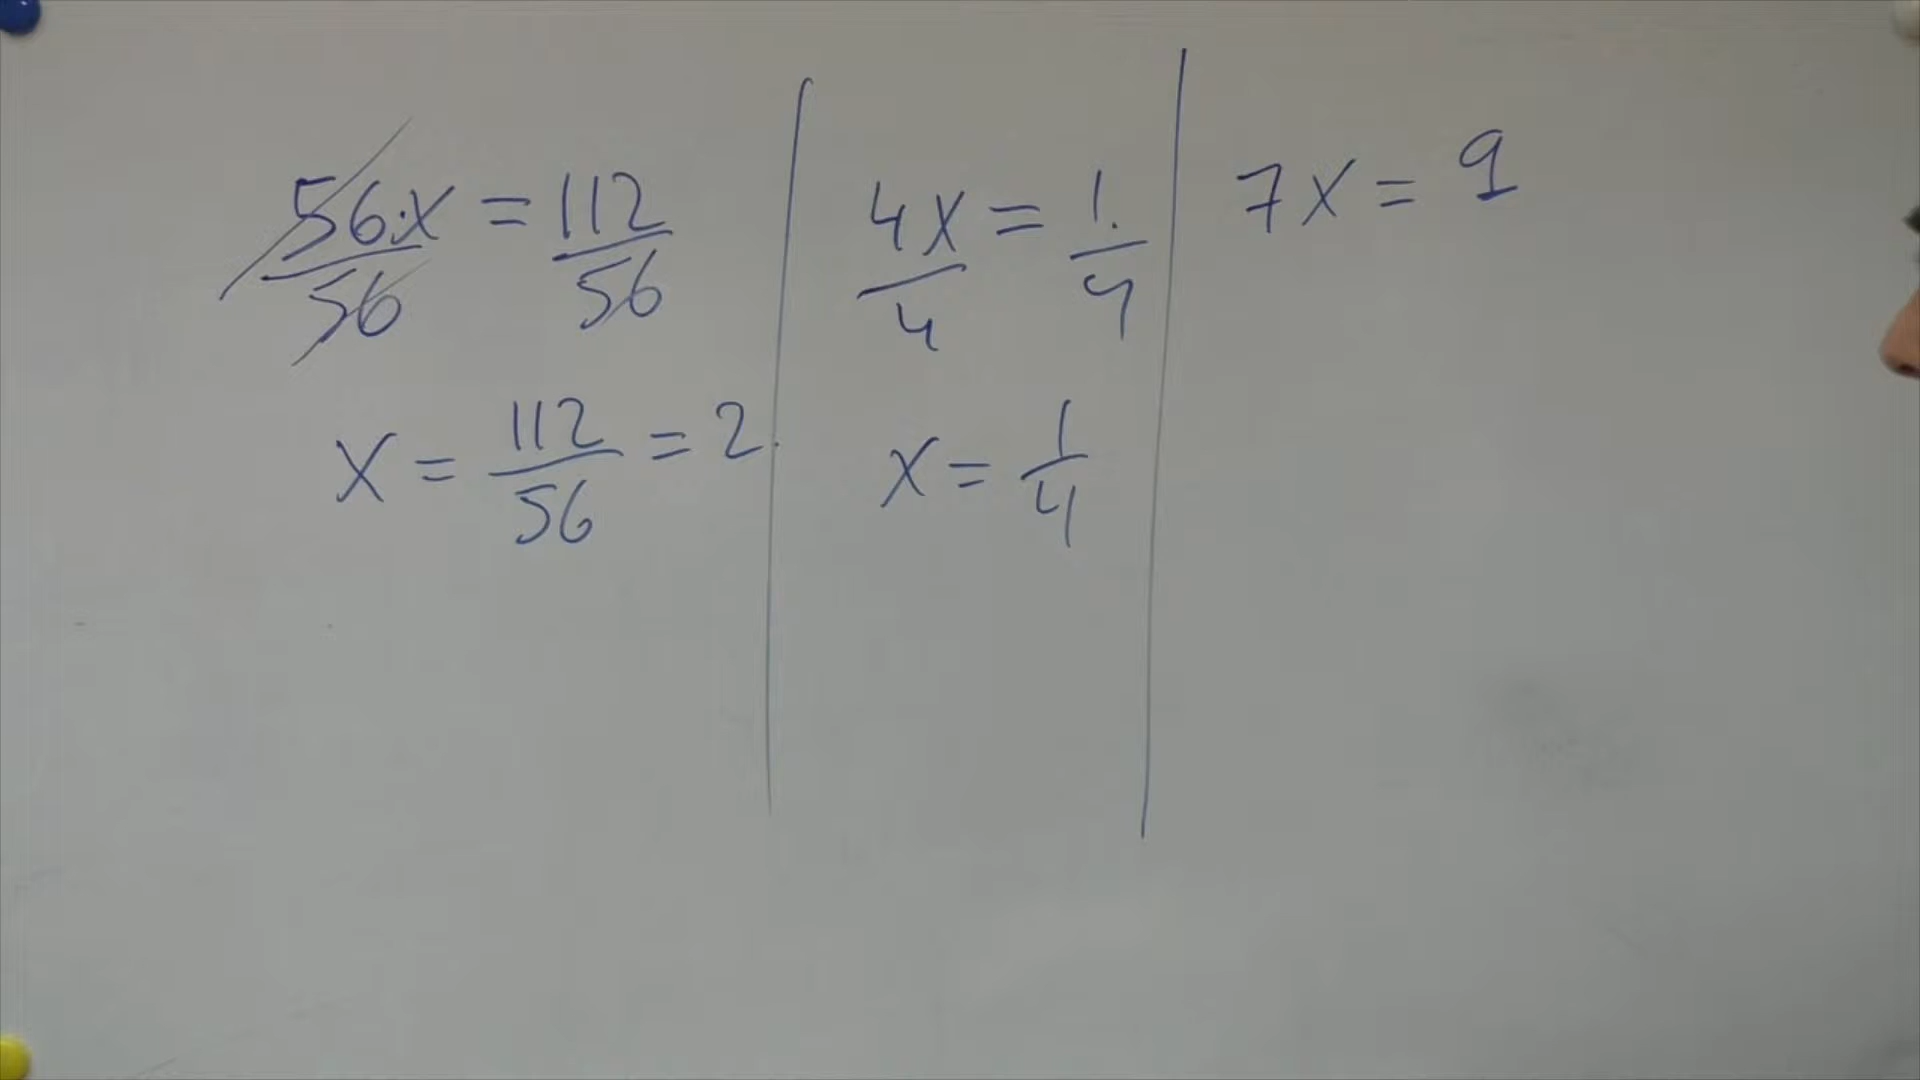 56·x = 112
56 56
x = 112 = 2
56
4x = 1
4 4
x = 1
4
7x = 9